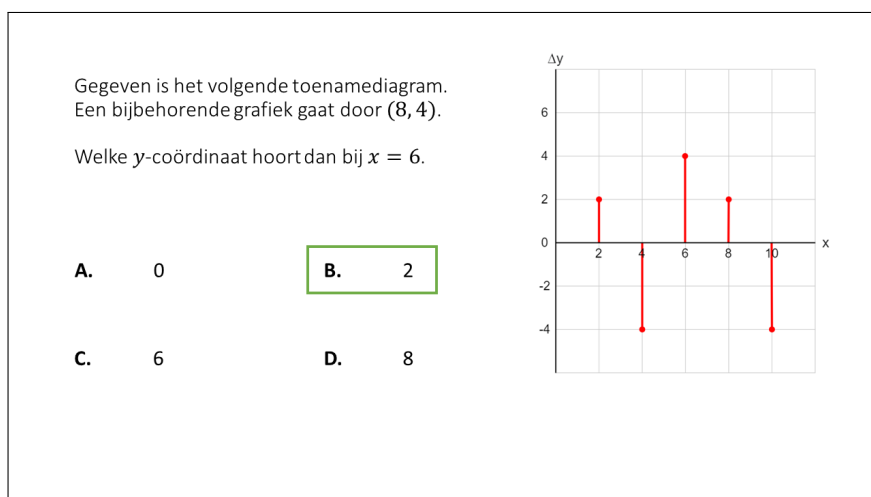 Gegeven is het volgende toenamediagram.
Een bijbehorende grafiek gaat door (8, 4).
Welke y-coördinaat hoort dan bij x = 6.
A. 0
B. 2
C. 6
D. 8
Δy
6
4
2
0
-2
-4
2 4 6 8 10
x